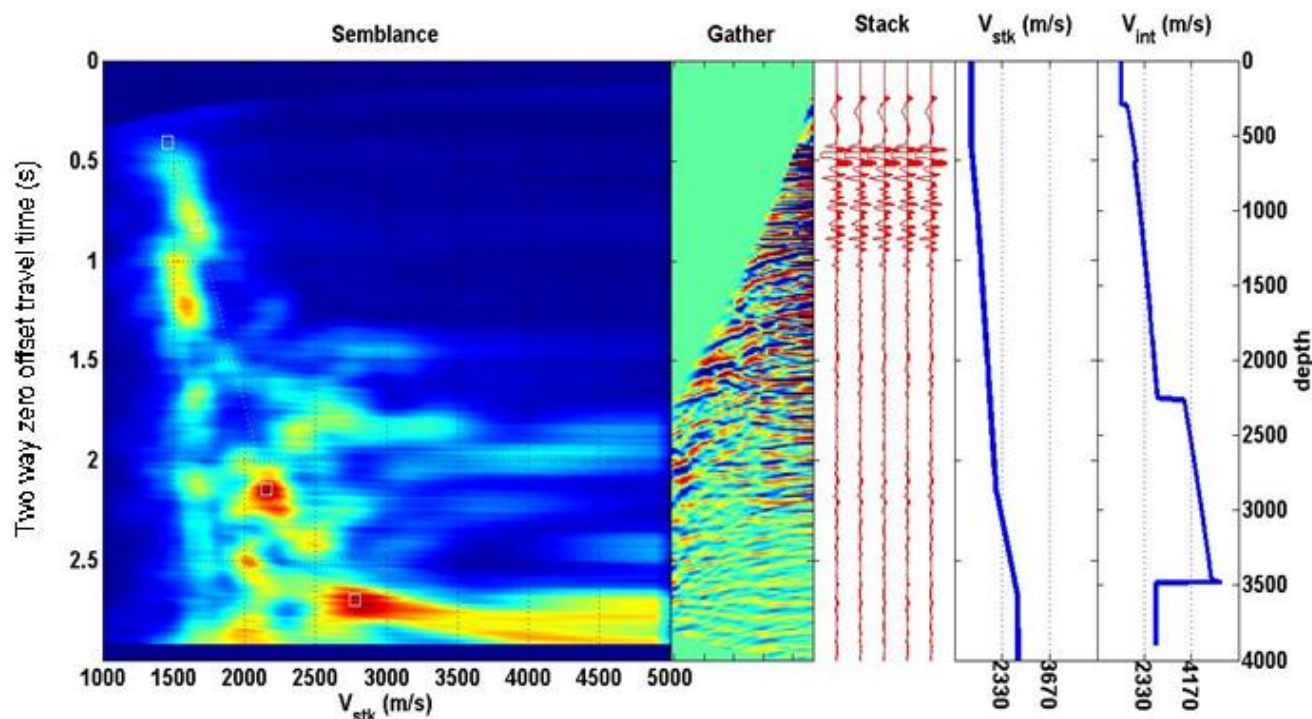 Semblance
Gather
Stack
V_stk (m/s)
V_int (m/s)
Two way zero offset travel time (s)
0
0.5
1
1.5
2
2.5
1000 1500 2000 2500 3000 3500 4000 4500 5000
V_stk (m/s)
2330
3670
2330
4170
0
500
1000
1500
2000
2500
3000
3500
4000
depth